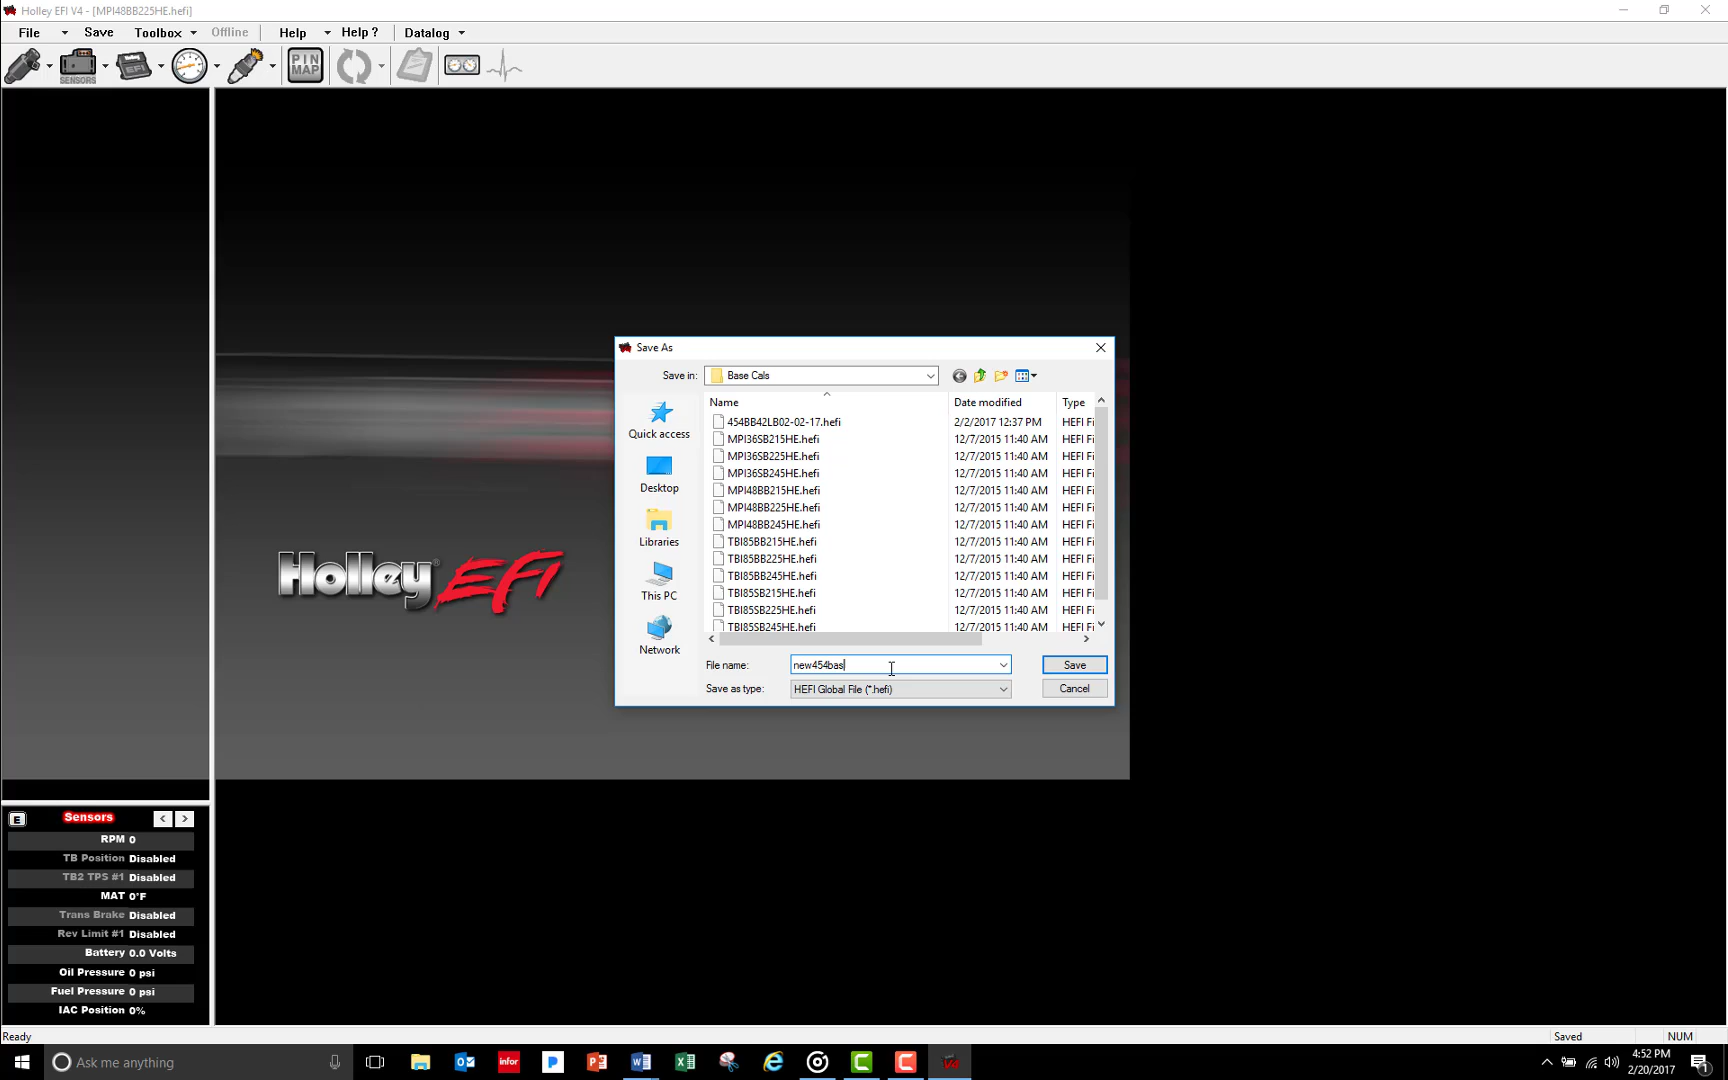 Holley EFI V4 - [MPI48BB225HE.hefi]
File Save Toolbox Offline Help Help ? Datalog
SENSORS EFI PIN MAP
Save As
Save in: Base Cals
Name Date modified Type
454BB42LB02-02-17.hefi 2/2/2017 12:37 PM HEFI Fi
MPI36SB215HE.hefi 12/7/2015 11:40 AM HEFI Fi
MPI36SB225HE.hefi 12/7/2015 11:40 AM HEFI Fi
MPI36SB245HE.hefi 12/7/2015 11:40 AM HEFI Fi
MPI48BB215HE.hefi 12/7/2015 11:40 AM HEFI Fi
MPI48BB225HE.hefi 12/7/2015 11:40 AM HEFI Fi
MPI48BB245HE.hefi 12/7/2015 11:40 AM HEFI Fi
TBI85BB215HE.hefi 12/7/2015 11:40 AM HEFI Fi
TBI85BB225HE.hefi 12/7/2015 11:40 AM HEFI Fi
TBI85BB245HE.hefi 12/7/2015 11:40 AM HEFI Fi
TBI85SB215HE.hefi 12/7/2015 11:40 AM HEFI Fi
TBI85SB225HE.hefi 12/7/2015 11:40 AM HEFI Fi
TBI85SB245HE.hefi 12/7/2015 11:40 AM HEFI Fi
Quick access
Desktop
Libraries
This PC
Network
File name: new454bas Save
Save as type: HEFI Global File (*.hefi) Cancel
Holley EFI
E Sensors < >
RPM 0
TB Position Disabled
TB2 TPS #1 Disabled
MAT 0°F
Trans Brake Disabled
Rev Limit #1 Disabled
Battery 0.0 Volts
Oil Pressure 0 psi
Fuel Pressure 0 psi
IAC Position 0%
Ready Saved NUM
Ask me anything infor 4:52 PM
2/20/2017